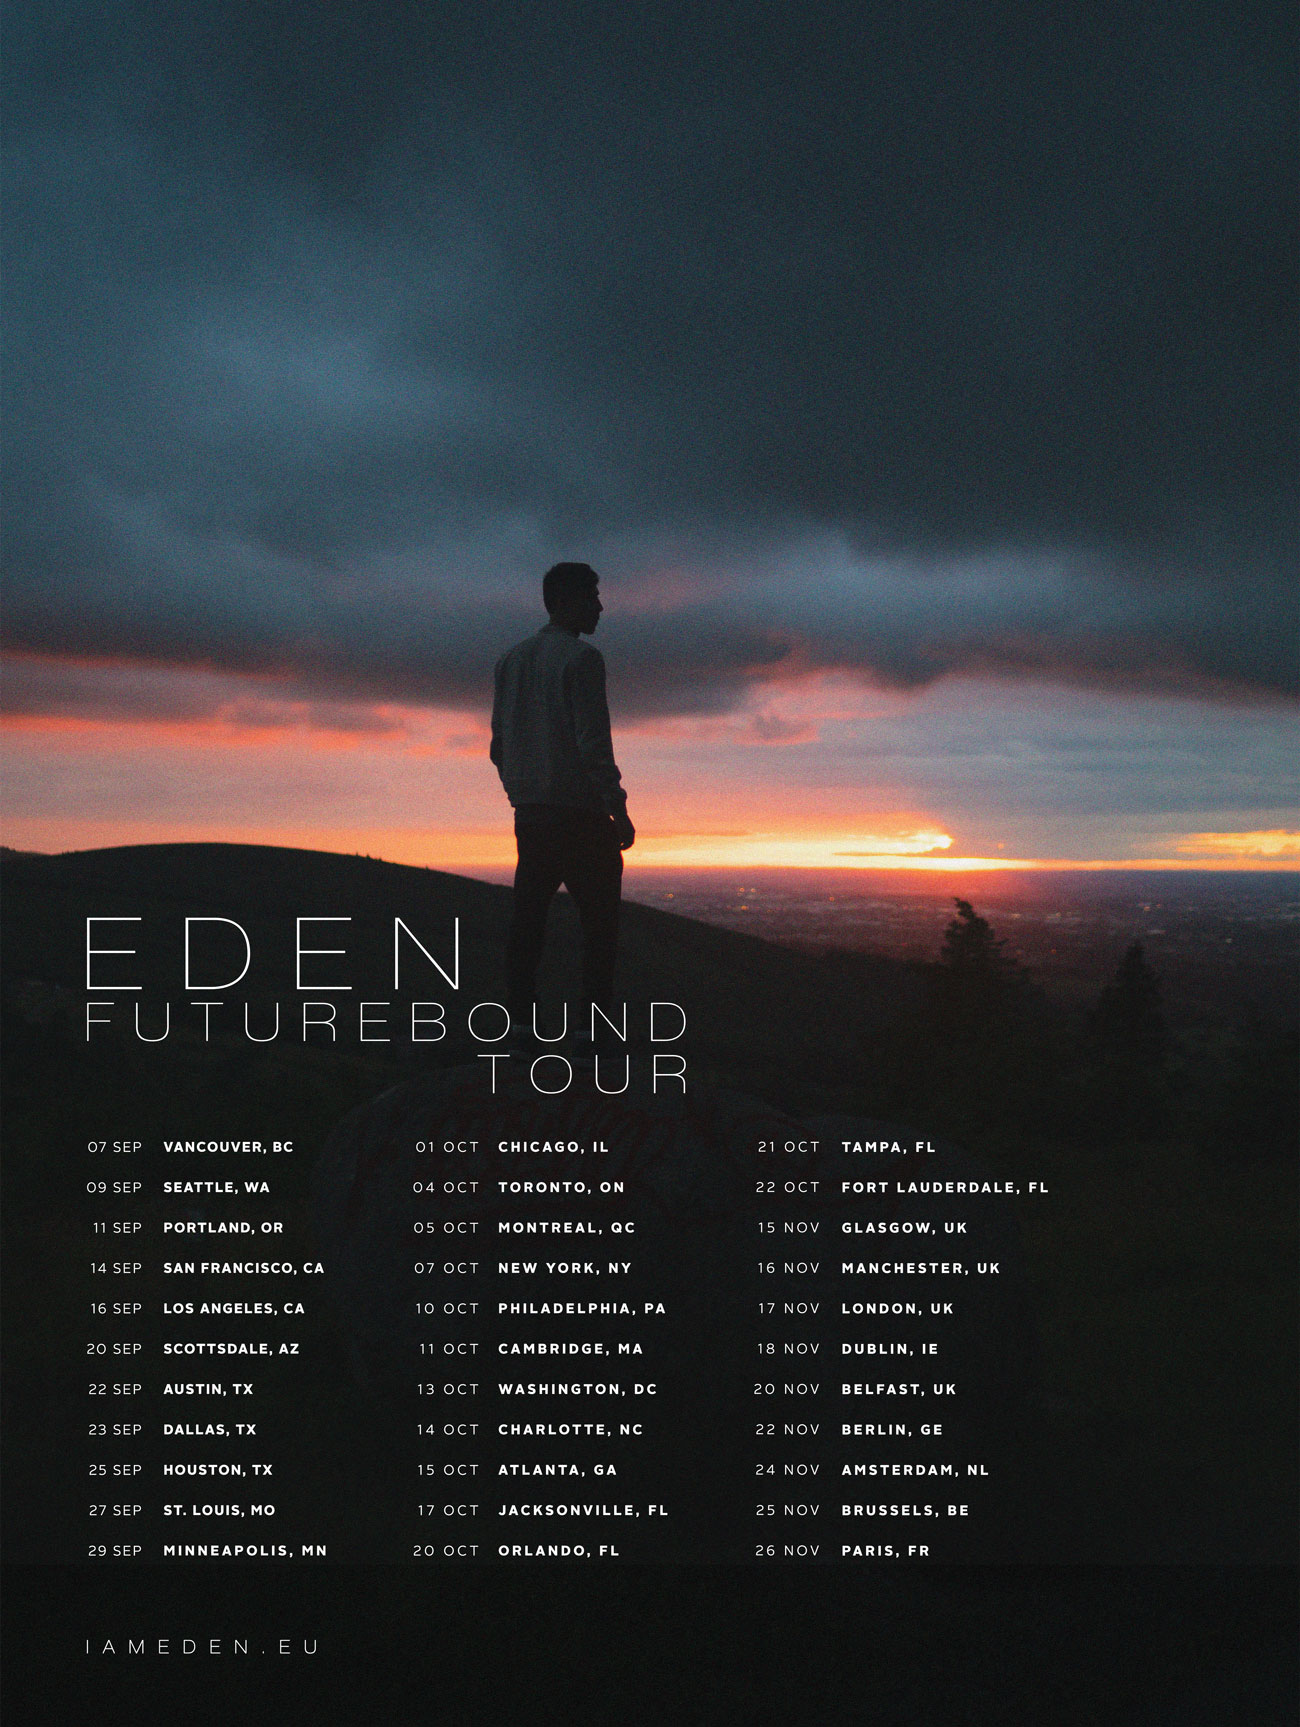 EDEN
FUTUREBOUND
TOUR
07 SEP VANCOUVER, BC
09 SEP SEATTLE, WA
11 SEP PORTLAND, OR
14 SEP SAN FRANCISCO, CA
16 SEP LOS ANGELES, CA
20 SEP SCOTTSDALE, AZ
22 SEP AUSTIN, TX
23 SEP DALLAS, TX
25 SEP HOUSTON, TX
27 SEP ST. LOUIS, MO
29 SEP MINNEAPOLIS, MN
01 OCT CHICAGO, IL
04 OCT TORONTO, ON
05 OCT MONTREAL, QC
07 OCT NEW YORK, NY
10 OCT PHILADELPHIA, PA
11 OCT CAMBRIDGE, MA
13 OCT WASHINGTON, DC
14 OCT CHARLOTTE, NC
15 OCT ATLANTA, GA
17 OCT JACKSONVILLE, FL
20 OCT ORLANDO, FL
21 OCT TAMPA, FL
22 OCT FORT LAUDERDALE, FL
15 NOV GLASGOW, UK
16 NOV MANCHESTER, UK
17 NOV LONDON, UK
18 NOV DUBLIN, IE
20 NOV BELFAST, UK
22 NOV BERLIN, GE
24 NOV AMSTERDAM, NL
25 NOV BRUSSELS, BE
26 NOV PARIS, FR
IAMEDEN.EU